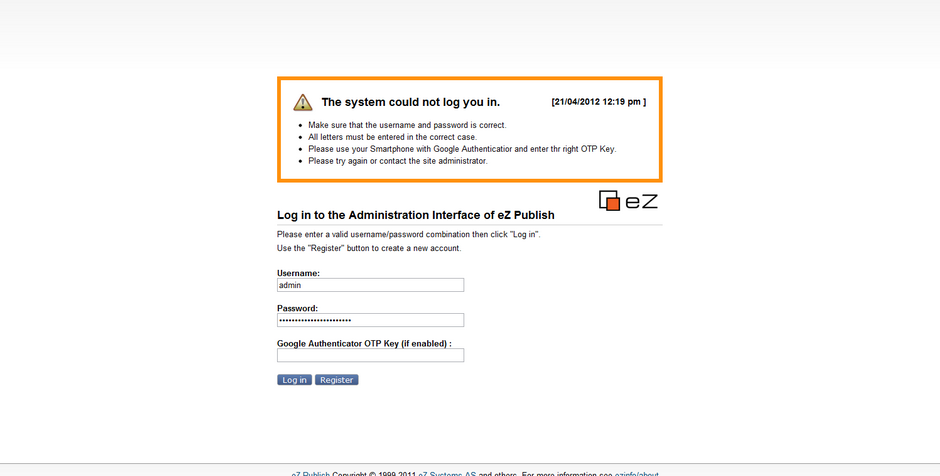 The system could not log you in. [21/04/2012 12:19 pm ]
Make sure that the username and password is correct.
All letters must be entered in the correct case.
Please use your Smartphone with Google Authenticatior and enter thr right OTP Key.
Please try again or contact the site administrator.
eZ
Log in to the Administration Interface of eZ Publish
Please enter a valid username/password combination then click "Log in".
Use the "Register" button to create a new account.
Username:
admin
Password:
Google Authenticator OTP Key (if enabled) :
Log in Register
eZ Publish Copyright © 1999-2011 eZ Systems AS and others. For more information see ezinfo/about